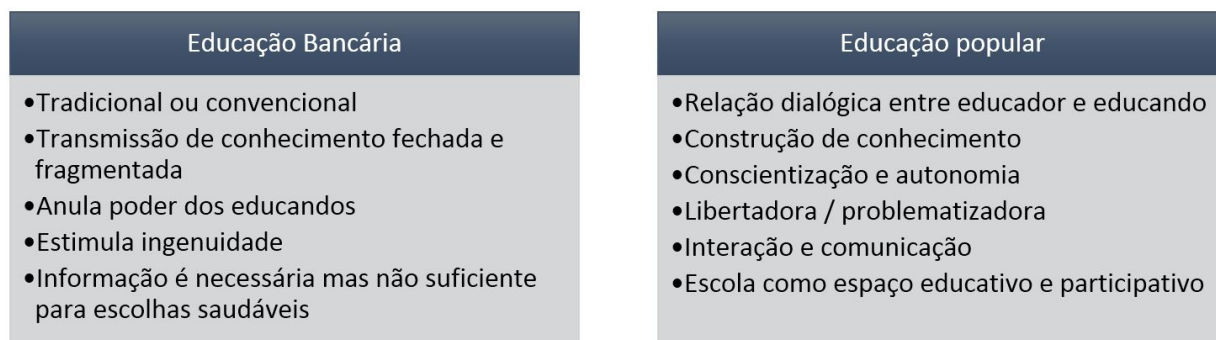 Educação Bancária
•Tradicional ou convencional
•Transmissão de conhecimento fechada e
fragmentada
•Anula poder dos educandos
•Estimula ingenuidade
•Informação é necessária mas não suficiente
para escolhas saudáveis
Educação popular
•Relação dialógica entre educador e educando
•Construção de conhecimento
•Conscientização e autonomia
•Libertadora / problematizadora
•Interação e comunicação
•Escola como espaço educativo e participativo